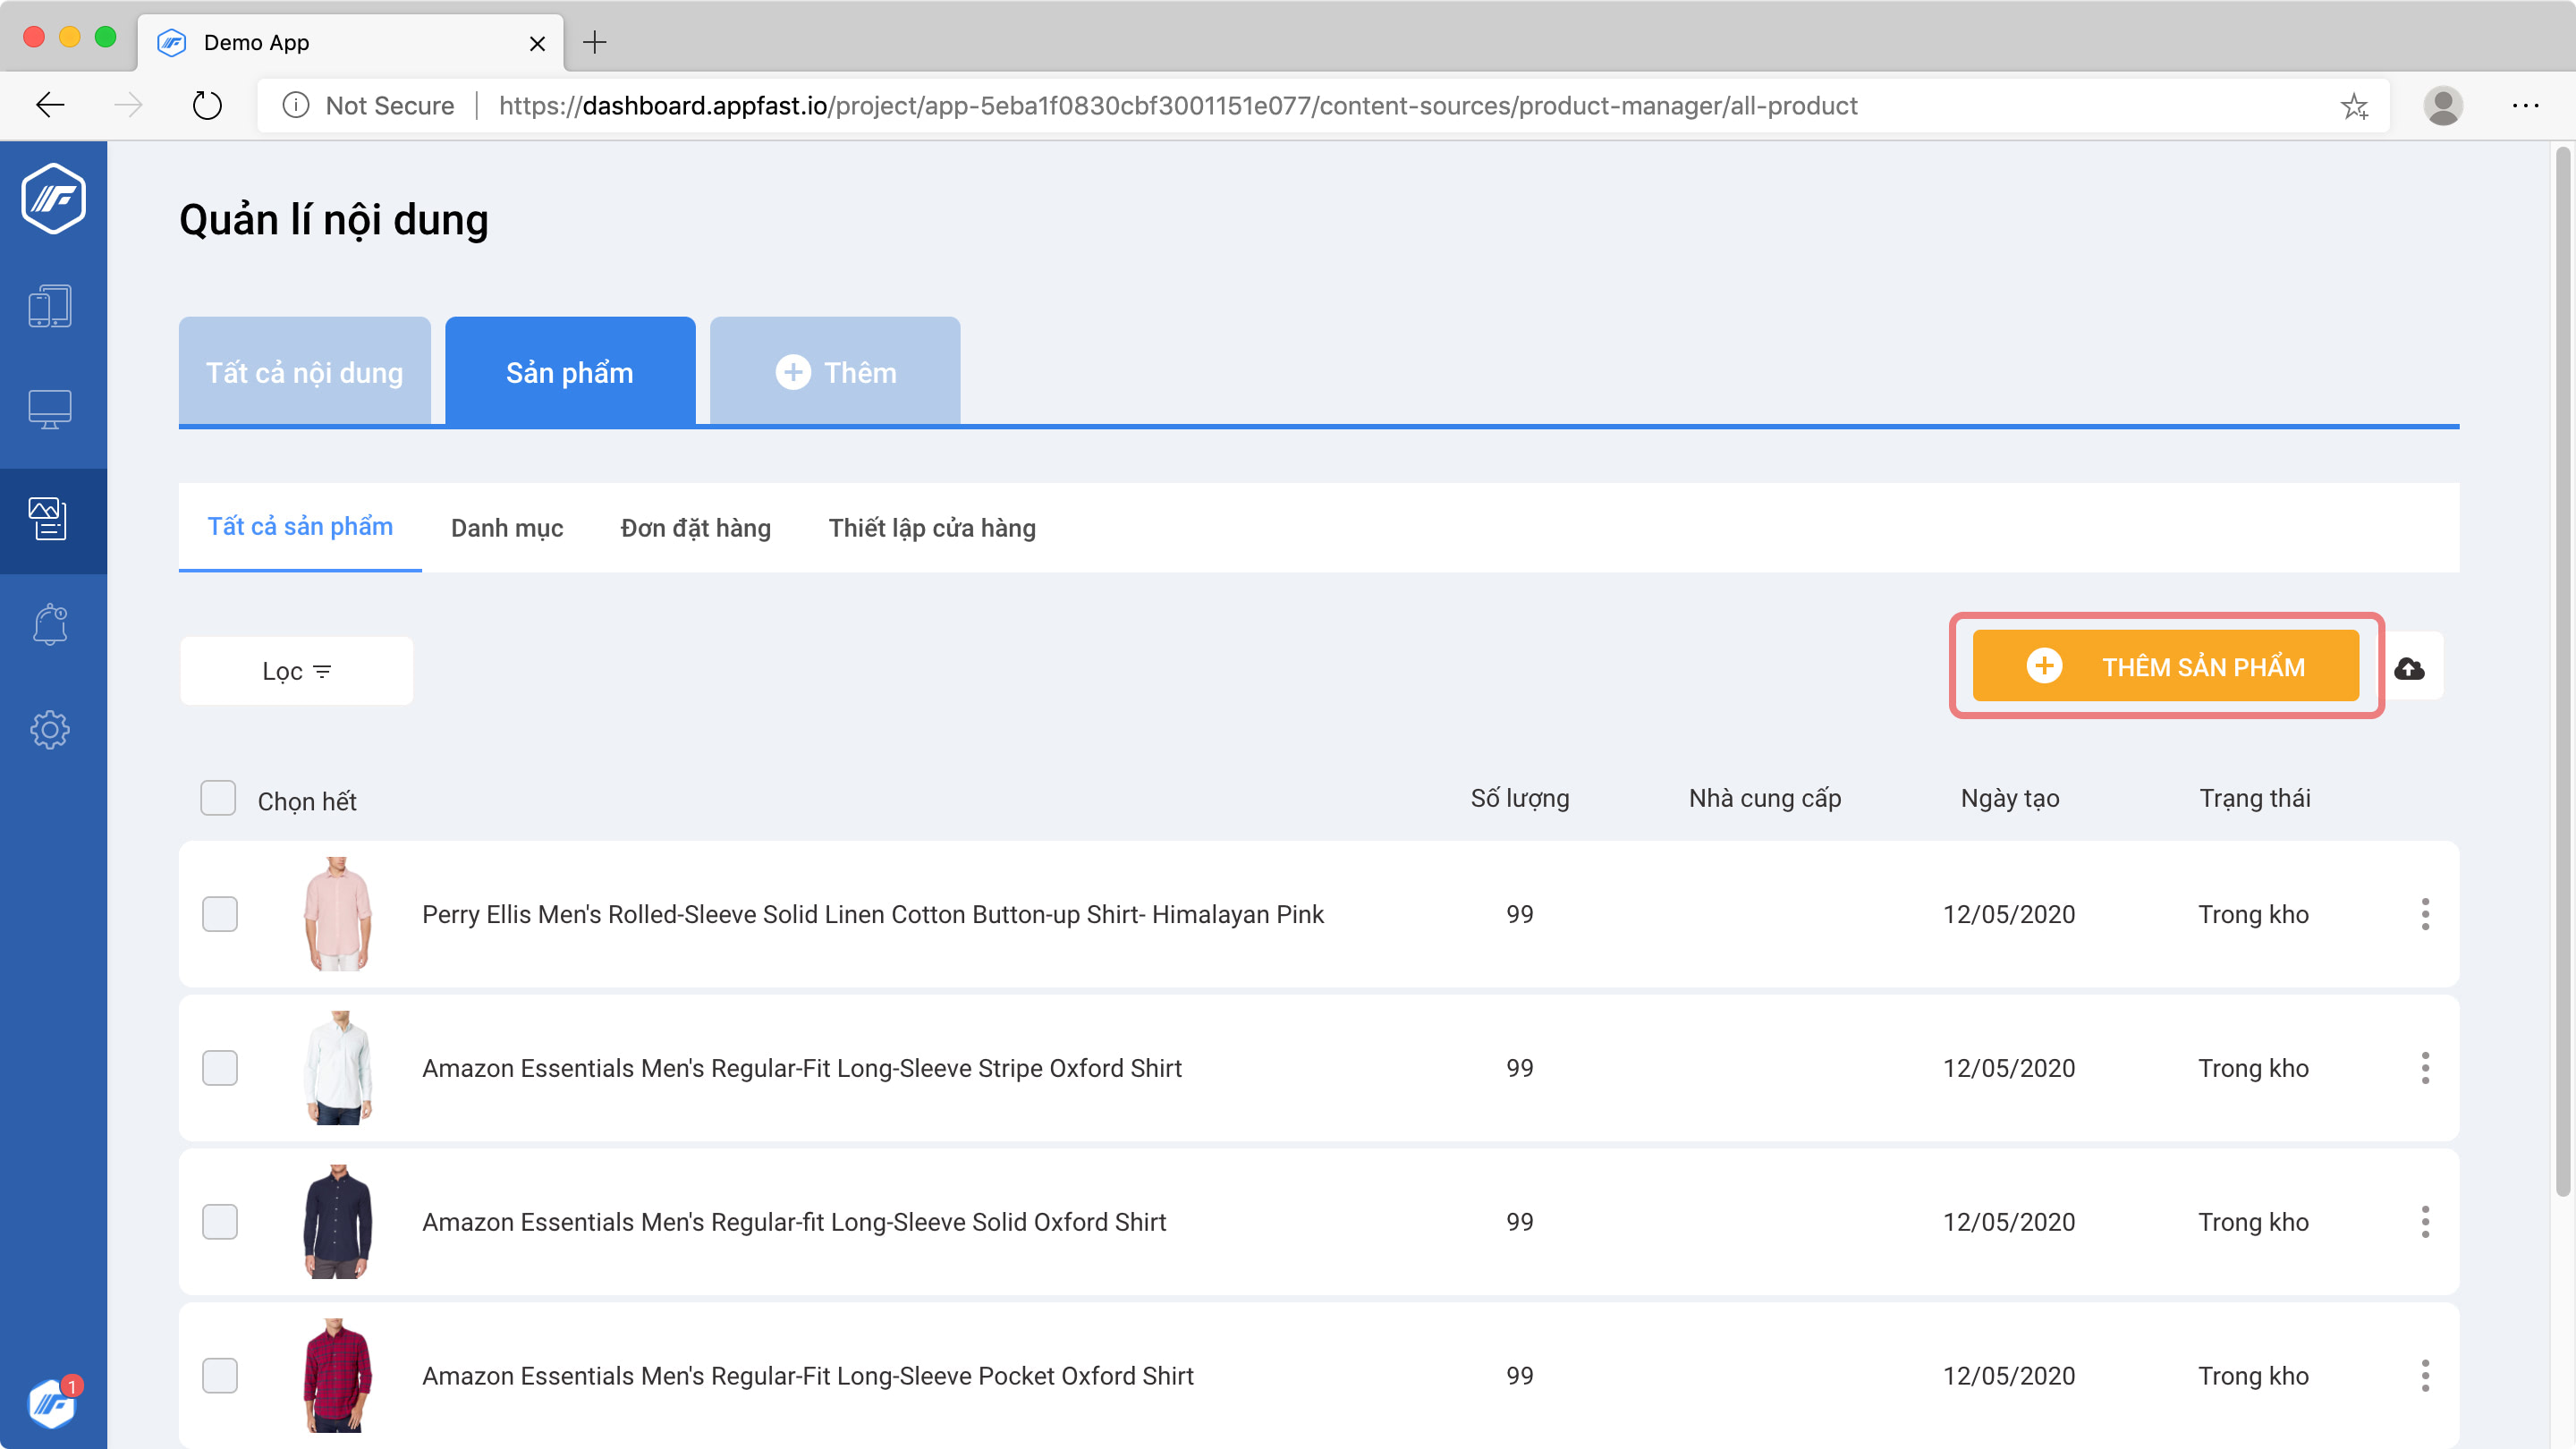 Demo App
Not Secure https://dashboard.appfast.io/project/app-5eba1f0830cbf3001151e077/content-sources/product-manager/all-product
Quản lí nội dung
Tất cả nội dung Sản phẩm Thêm
Tất cả sản phẩm Danh mục Đơn đặt hàng Thiết lập cửa hàng
Lọc THÊM SẢN PHẨM
Chọn hết Số lượng Nhà cung cấp Ngày tạo Trạng thái
Perry Ellis Men's Rolled-Sleeve Solid Linen Cotton Button-up Shirt- Himalayan Pink 99 12/05/2020 Trong kho
Amazon Essentials Men's Regular-Fit Long-Sleeve Stripe Oxford Shirt 99 12/05/2020 Trong kho
Amazon Essentials Men's Regular-fit Long-Sleeve Solid Oxford Shirt 99 12/05/2020 Trong kho
Amazon Essentials Men's Regular-Fit Long-Sleeve Pocket Oxford Shirt 99 12/05/2020 Trong kho
1